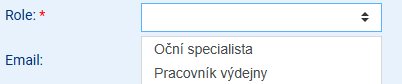 Role: *
Oční specialista
Email:
Pracovník výdejny